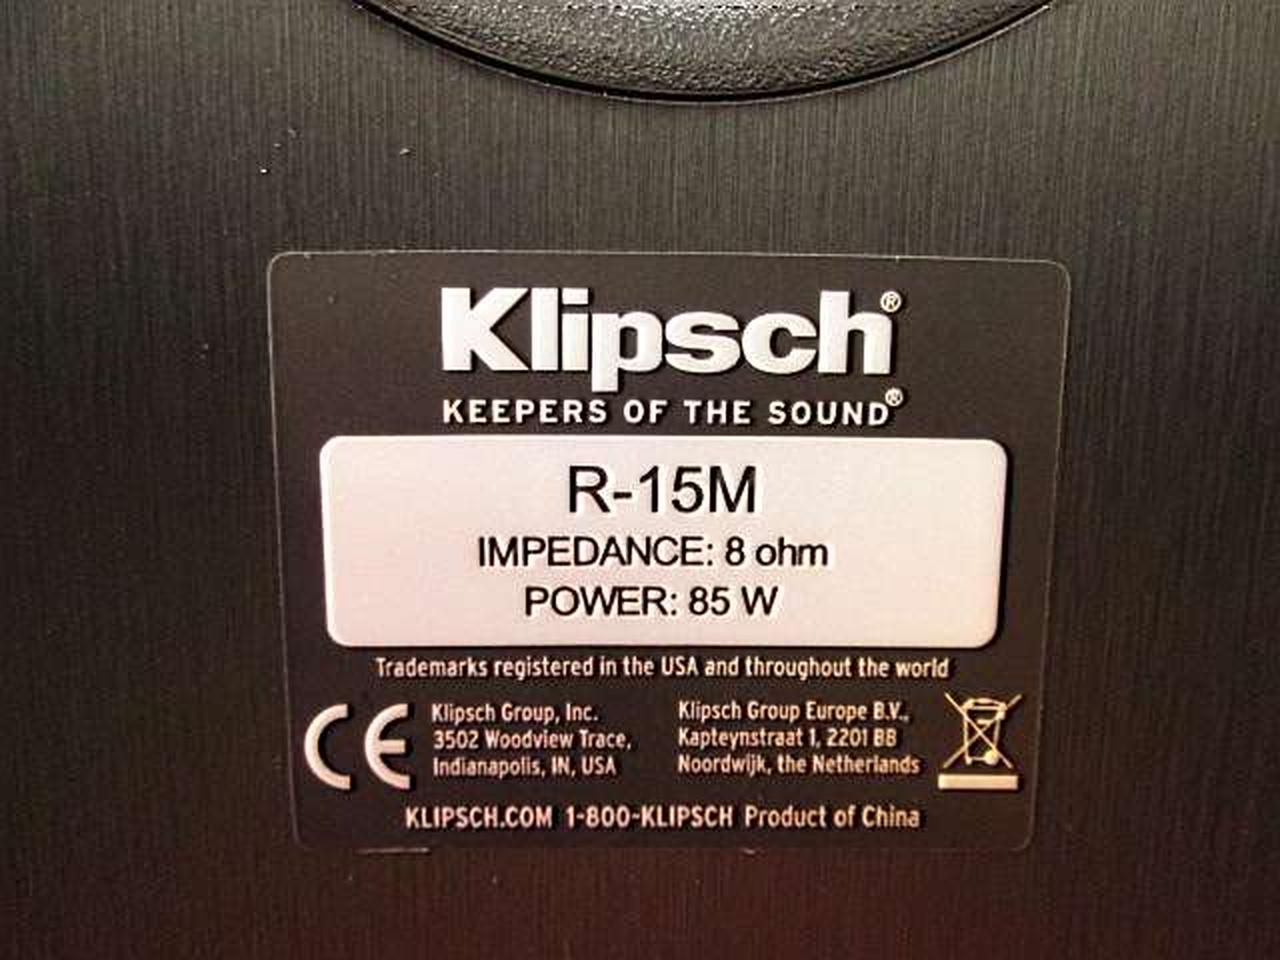 Klipsch®
KEEPERS OF THE SOUND®
R-15M
IMPEDANCE: 8 ohm
POWER: 85 W
Trademarks registered in the USA and throughout the world
CE
Klipsch Group, Inc.
3502 Woodview Trace,
Indianapolis, IN, USA
Klipsch Group Europe B.V.,
Kapteynstraat 1, 2201 BB
Noordwijk, the Netherlands
KLIPSCH.COM 1-800-KLIPSCH Product of China